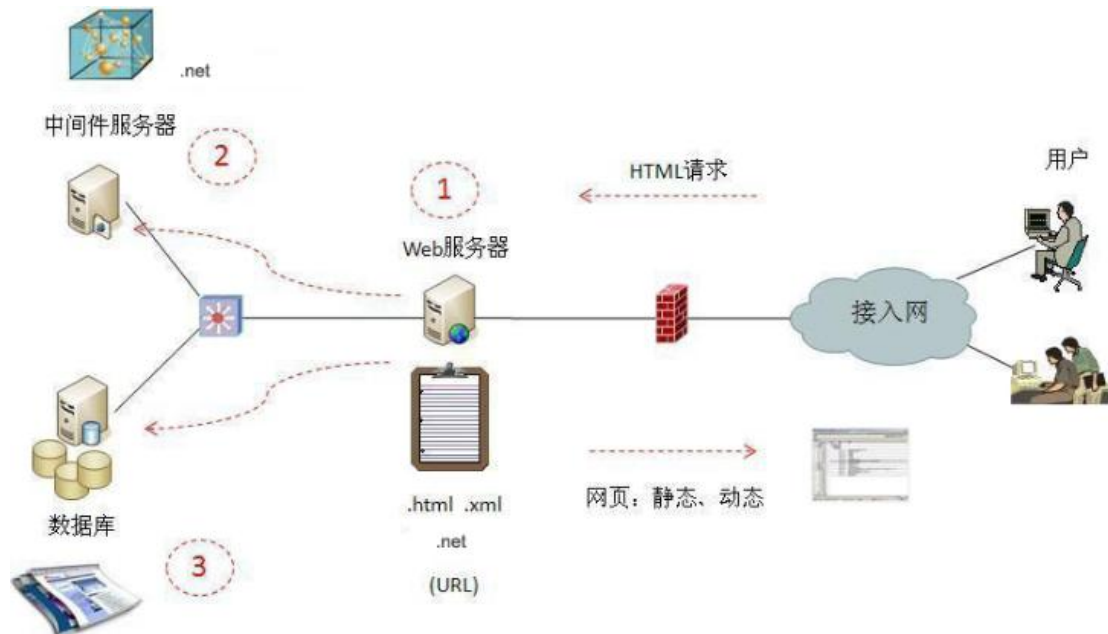 .net
中间件服务器
2
1
HTML请求
用户
Web服务器
接入网
.html .xml
.net
(URL)
网页：静态、动态
数据库
3